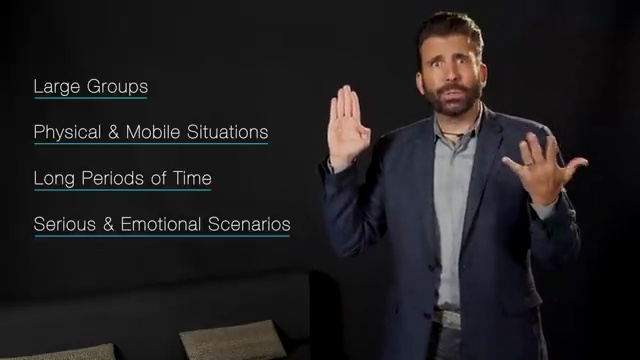 Large Groups
Physical & Mobile Situations
Long Periods of Time
Serious & Emotional Scenarios